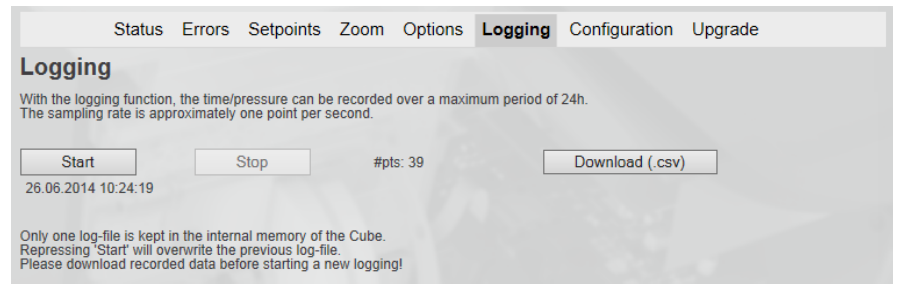 Status Errors Setpoints Zoom Options Logging Configuration Upgrade
Logging
With the logging function, the time/pressure can be recorded over a maximum period of 24h.
The sampling rate is approximately one point per second.
Start Stop #pts: 39 Download (.csv)
26.06.2014 10:24:19
Only one log-file is kept in the internal memory of the Cube.
Repressing 'Start' will overwrite the previous log-file.
Please download recorded data before starting a new logging!